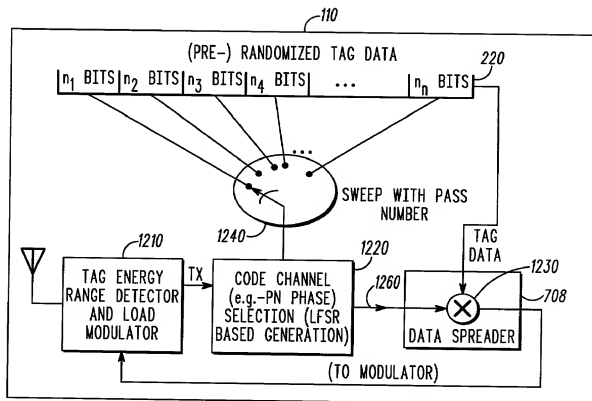 110
(PRE-) RANDOMIZED TAG DATA
n1 BITS n2 BITS n3 BITS n4 BITS ... nn BITS
220
...
SWEEP WITH PASS
NUMBER
1240
1210
TAG ENERGY
RANGE DETECTOR
AND LOAD
MODULATOR
TX
1220
CODE CHANNEL
(e.g.-PN PHASE)
SELECTION (LFSR
BASED GENERATION)
1260
TAG
DATA
1230
708
DATA SPREADER
(TO MODULATOR)